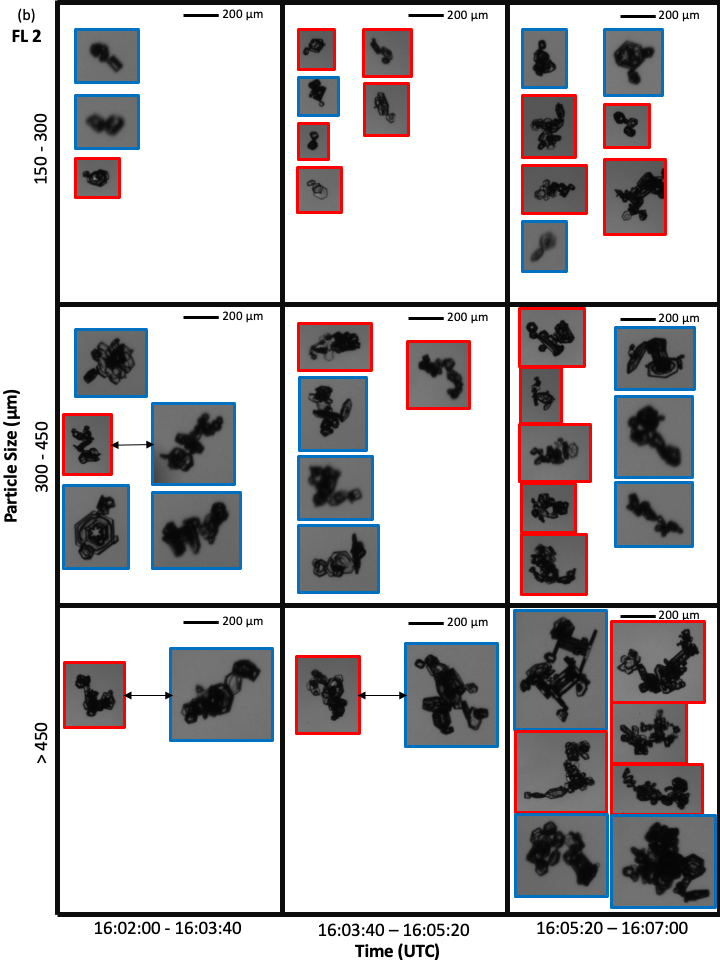 (b)
FL 2
200 µm
200 µm
200 µm
150 - 300
200 µm
200 µm
200 µm
Particle Size (µm)
300 - 450
200 µm
200 µm
200 µm
> 450
16:02:00 - 16:03:40
16:03:40 – 16:05:20
16:05:20 – 16:07:00
Time (UTC)